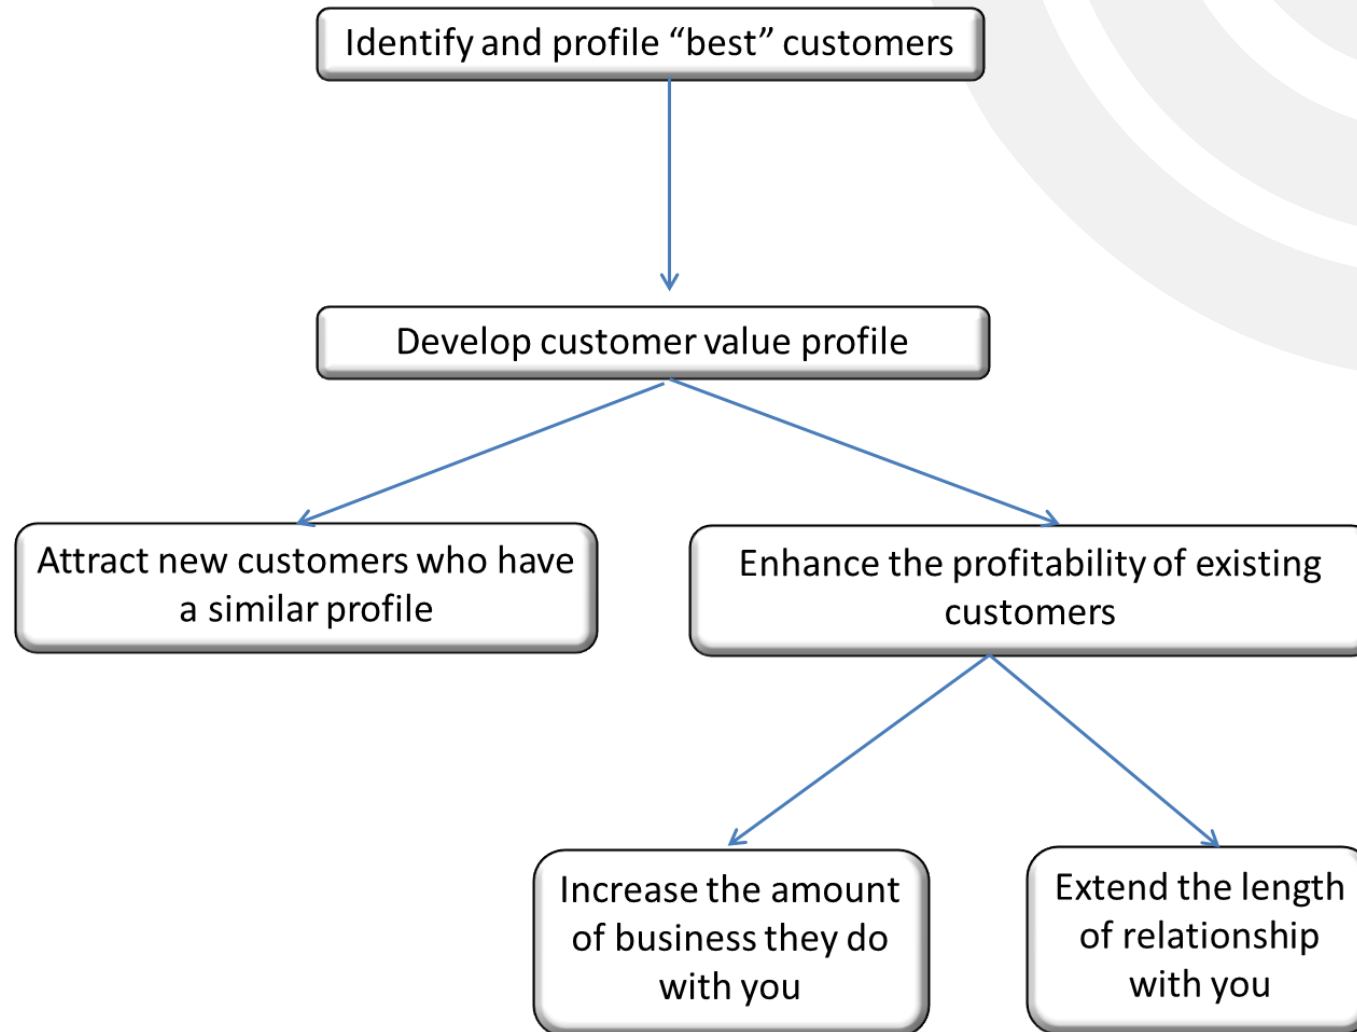 Identify and profile “best” customers
Develop customer value profile
Attract new customers who have
a similar profile
Enhance the profitability of existing
customers
Increase the amount
of business they do
with you
Extend the length
of relationship
with you